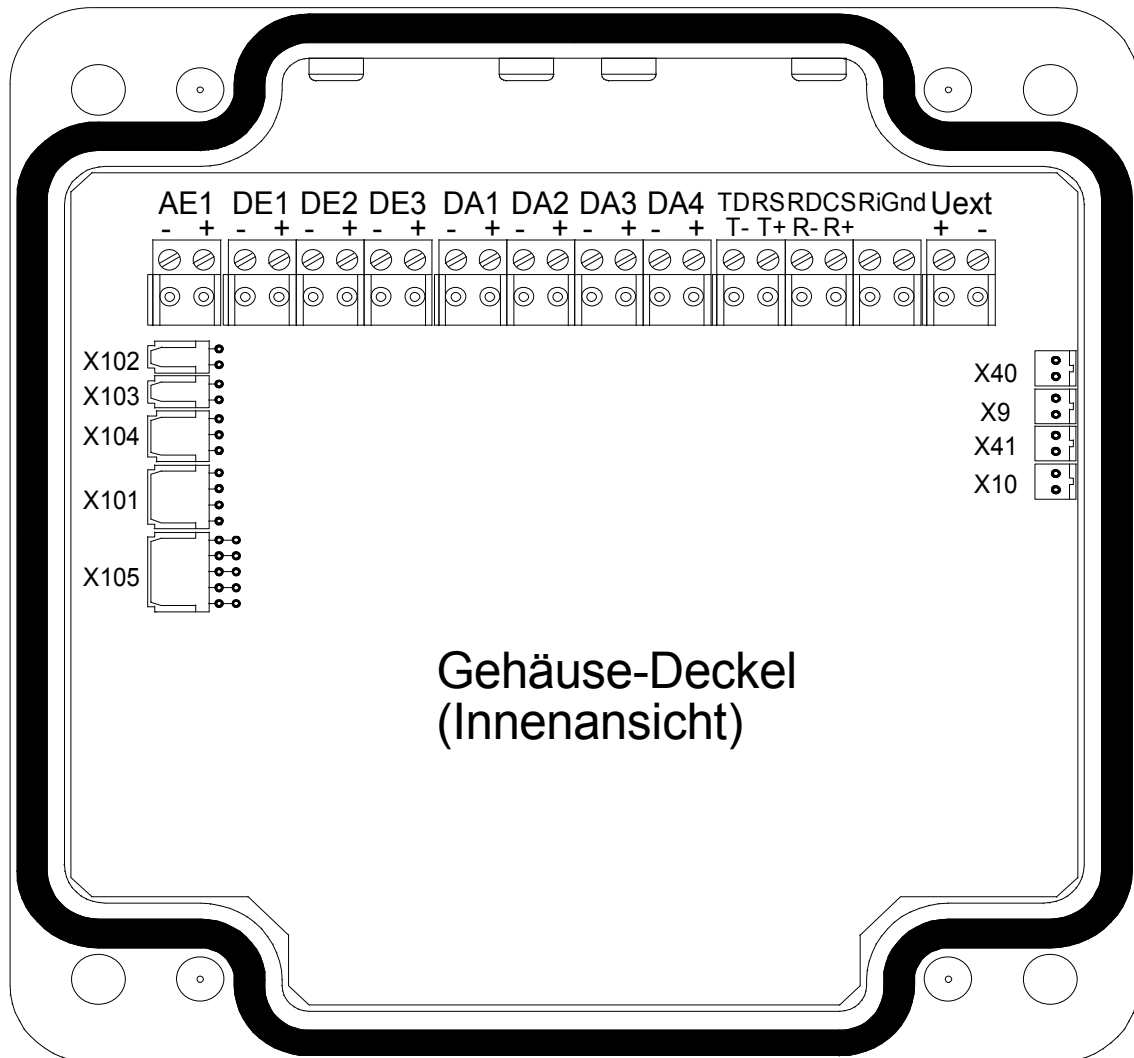 AE1 DE1 DE2 DE3 DA1 DA2 DA3 DA4 TDRSRDCSRiGnd Uext
- + - + - + - + - + - + - + - + T- T+ R- R+ + -
X102
X103
X104
X101
X105
X40
X9
X41
X10
Gehäuse-Deckel
(Innenansicht)